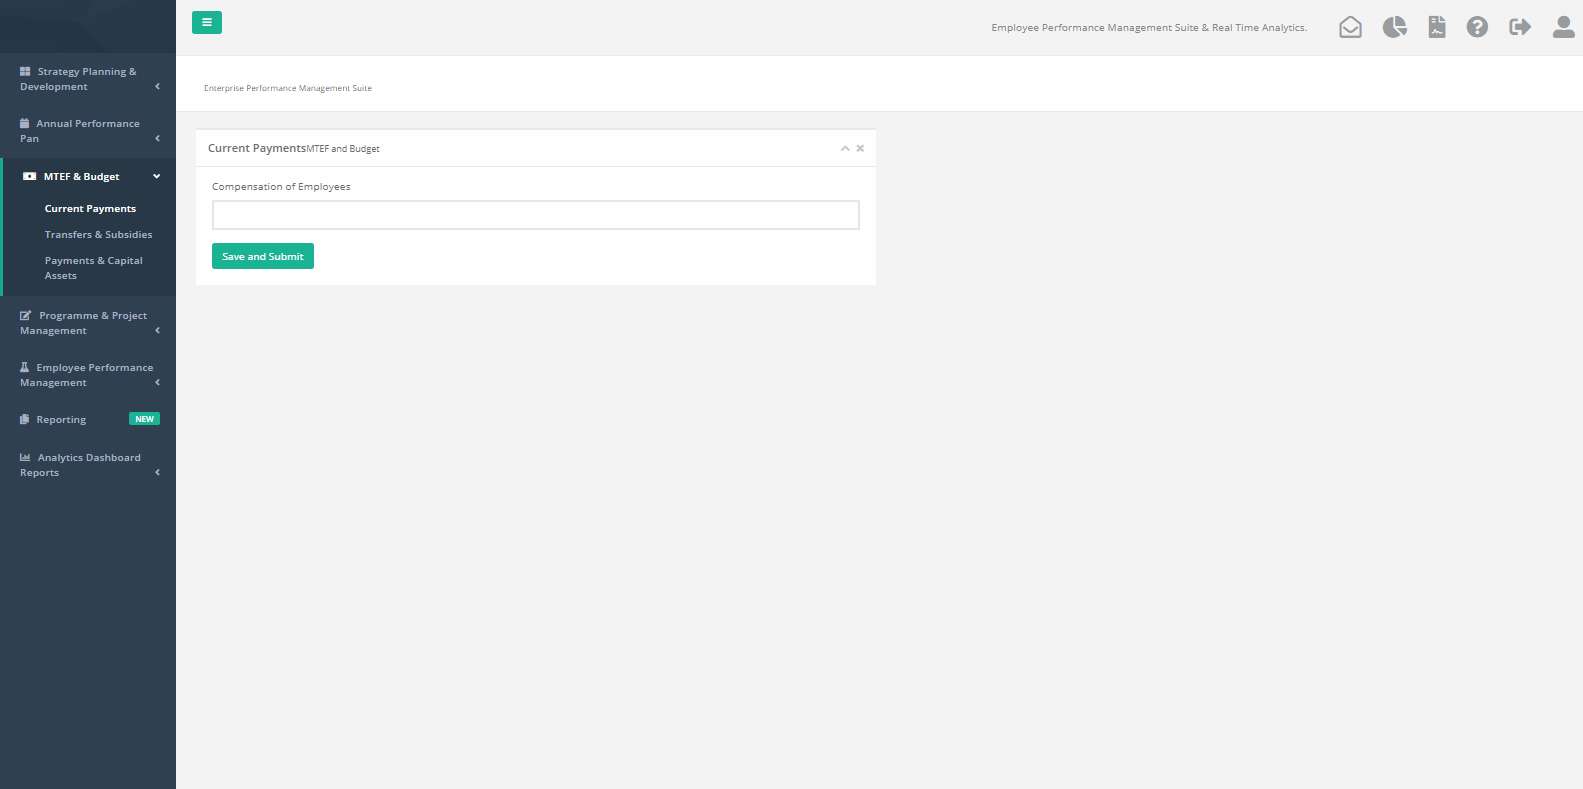 Employee Performance Management Suite & Real Time Analytics.
Enterprise Performance Management Suite
Strategy Planning &
Development
Annual Performance
Pan
MTEF & Budget
Current Payments
Transfers & Subsidies
Payments & Capital
Assets
Programme & Project
Management
Employee Performance
Management
Reporting NEW
Analytics Dashboard
Reports
Current PaymentsMTEF and Budget
Compensation of Employees
Save and Submit